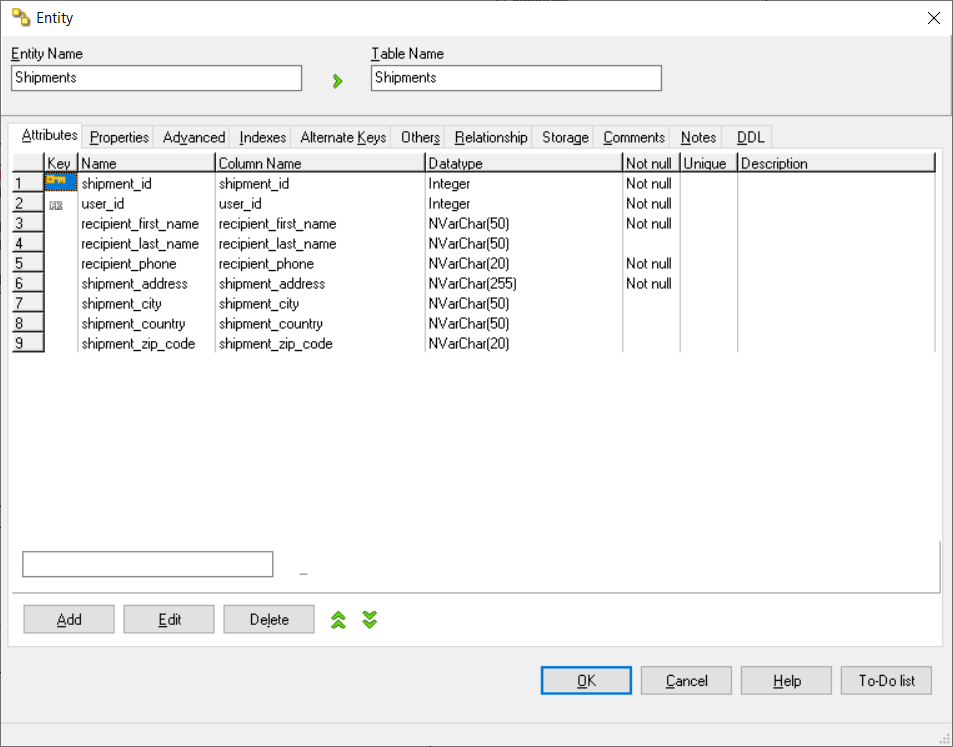 Entity
Entity Name Table Name
Shipments Shipments
Attributes Properties Advanced Indexes Alternate Keys Others Relationship Storage Comments Notes DDL
Key Name Column Name Datatype Not null Unique Description
1 shipment_id shipment_id Integer Not null
2 FK user_id user_id Integer Not null
3 recipient_first_name recipient_first_name NVarChar(50) Not null
4 recipient_last_name recipient_last_name NVarChar(50)
5 recipient_phone recipient_phone NVarChar(20) Not null
6 shipment_address shipment_address NVarChar(255) Not null
7 shipment_city shipment_city NVarChar(50)
8 shipment_country shipment_country NVarChar(50)
9 shipment_zip_code shipment_zip_code NVarChar(20)
Add Edit Delete
OK Cancel Help To-Do list